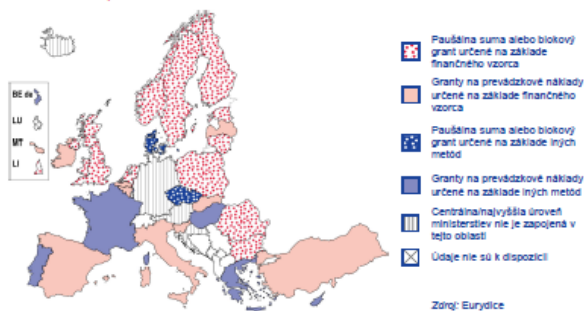 BE de
LU
MT
LI
Paušálna suma alebo blokový
grant určené na základe
finančného vzorca
Granty na prevádzkové náklady
určené na základe finančného
vzorca
Paušálna suma alebo blokový
grant určené na základe iných
metód
Granty na prevádzkové náklady
určené na základe iných metód
Centrálna/najvyššia úroveň
ministerstiev nie je zapojená v
tejto oblasti
Údaje nie sú k dispozícii
Zdroj: Eurydice